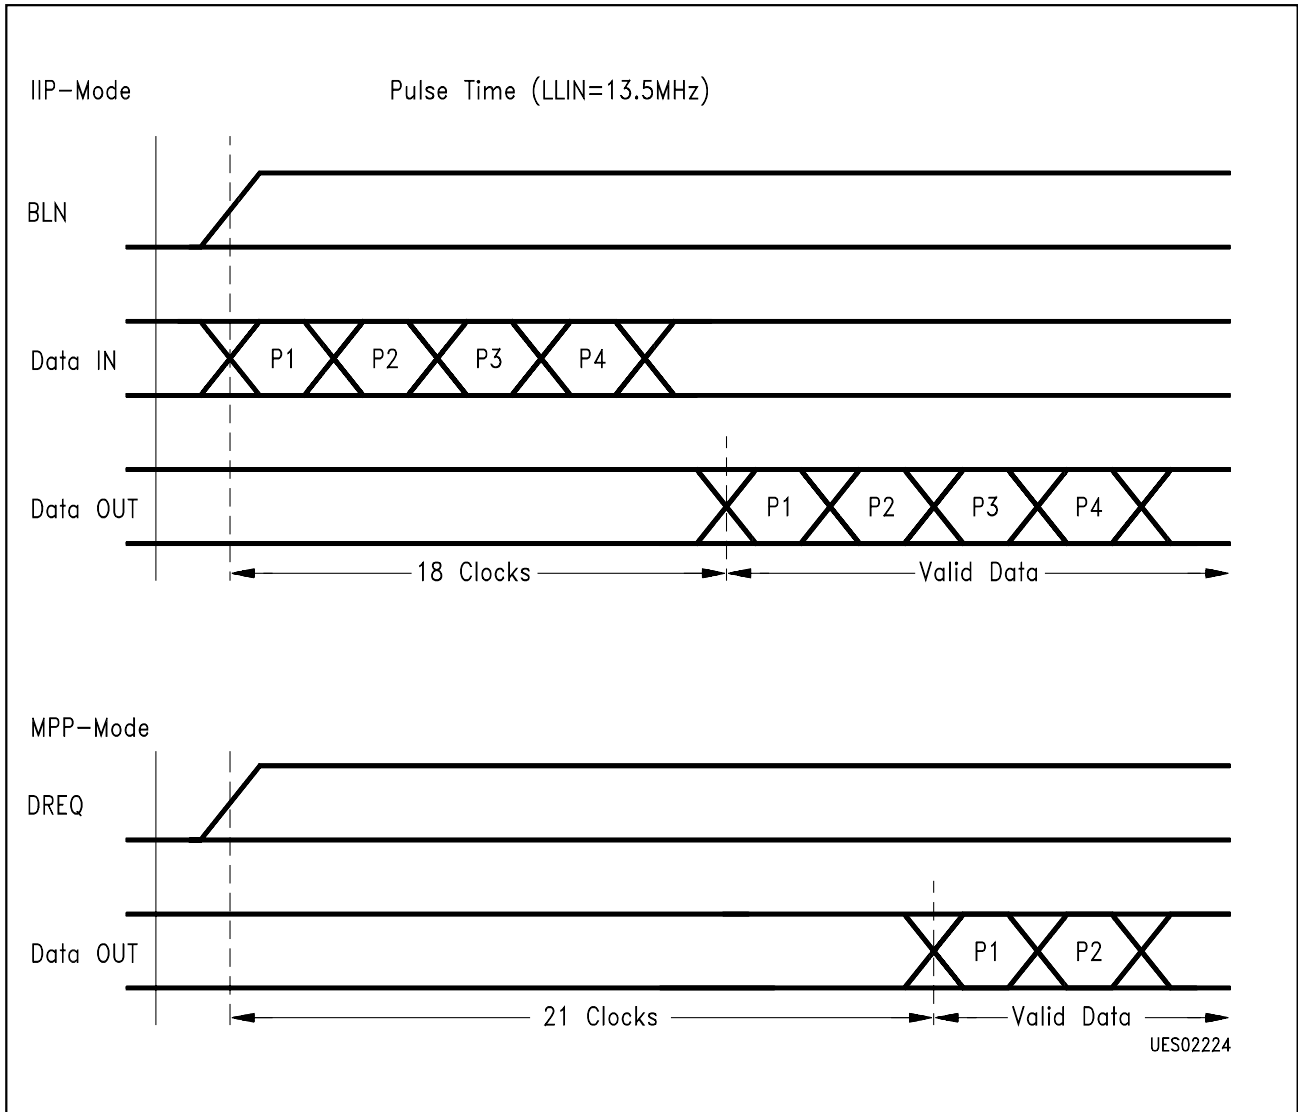 IIP-Mode Pulse Time (LLIN=13.5MHz)
BLN
Data IN P1 P2 P3 P4
Data OUT P1 P2 P3 P4
18 Clocks Valid Data
MPP-Mode
DREQ
Data OUT P1 P2
21 Clocks Valid Data
UES02224